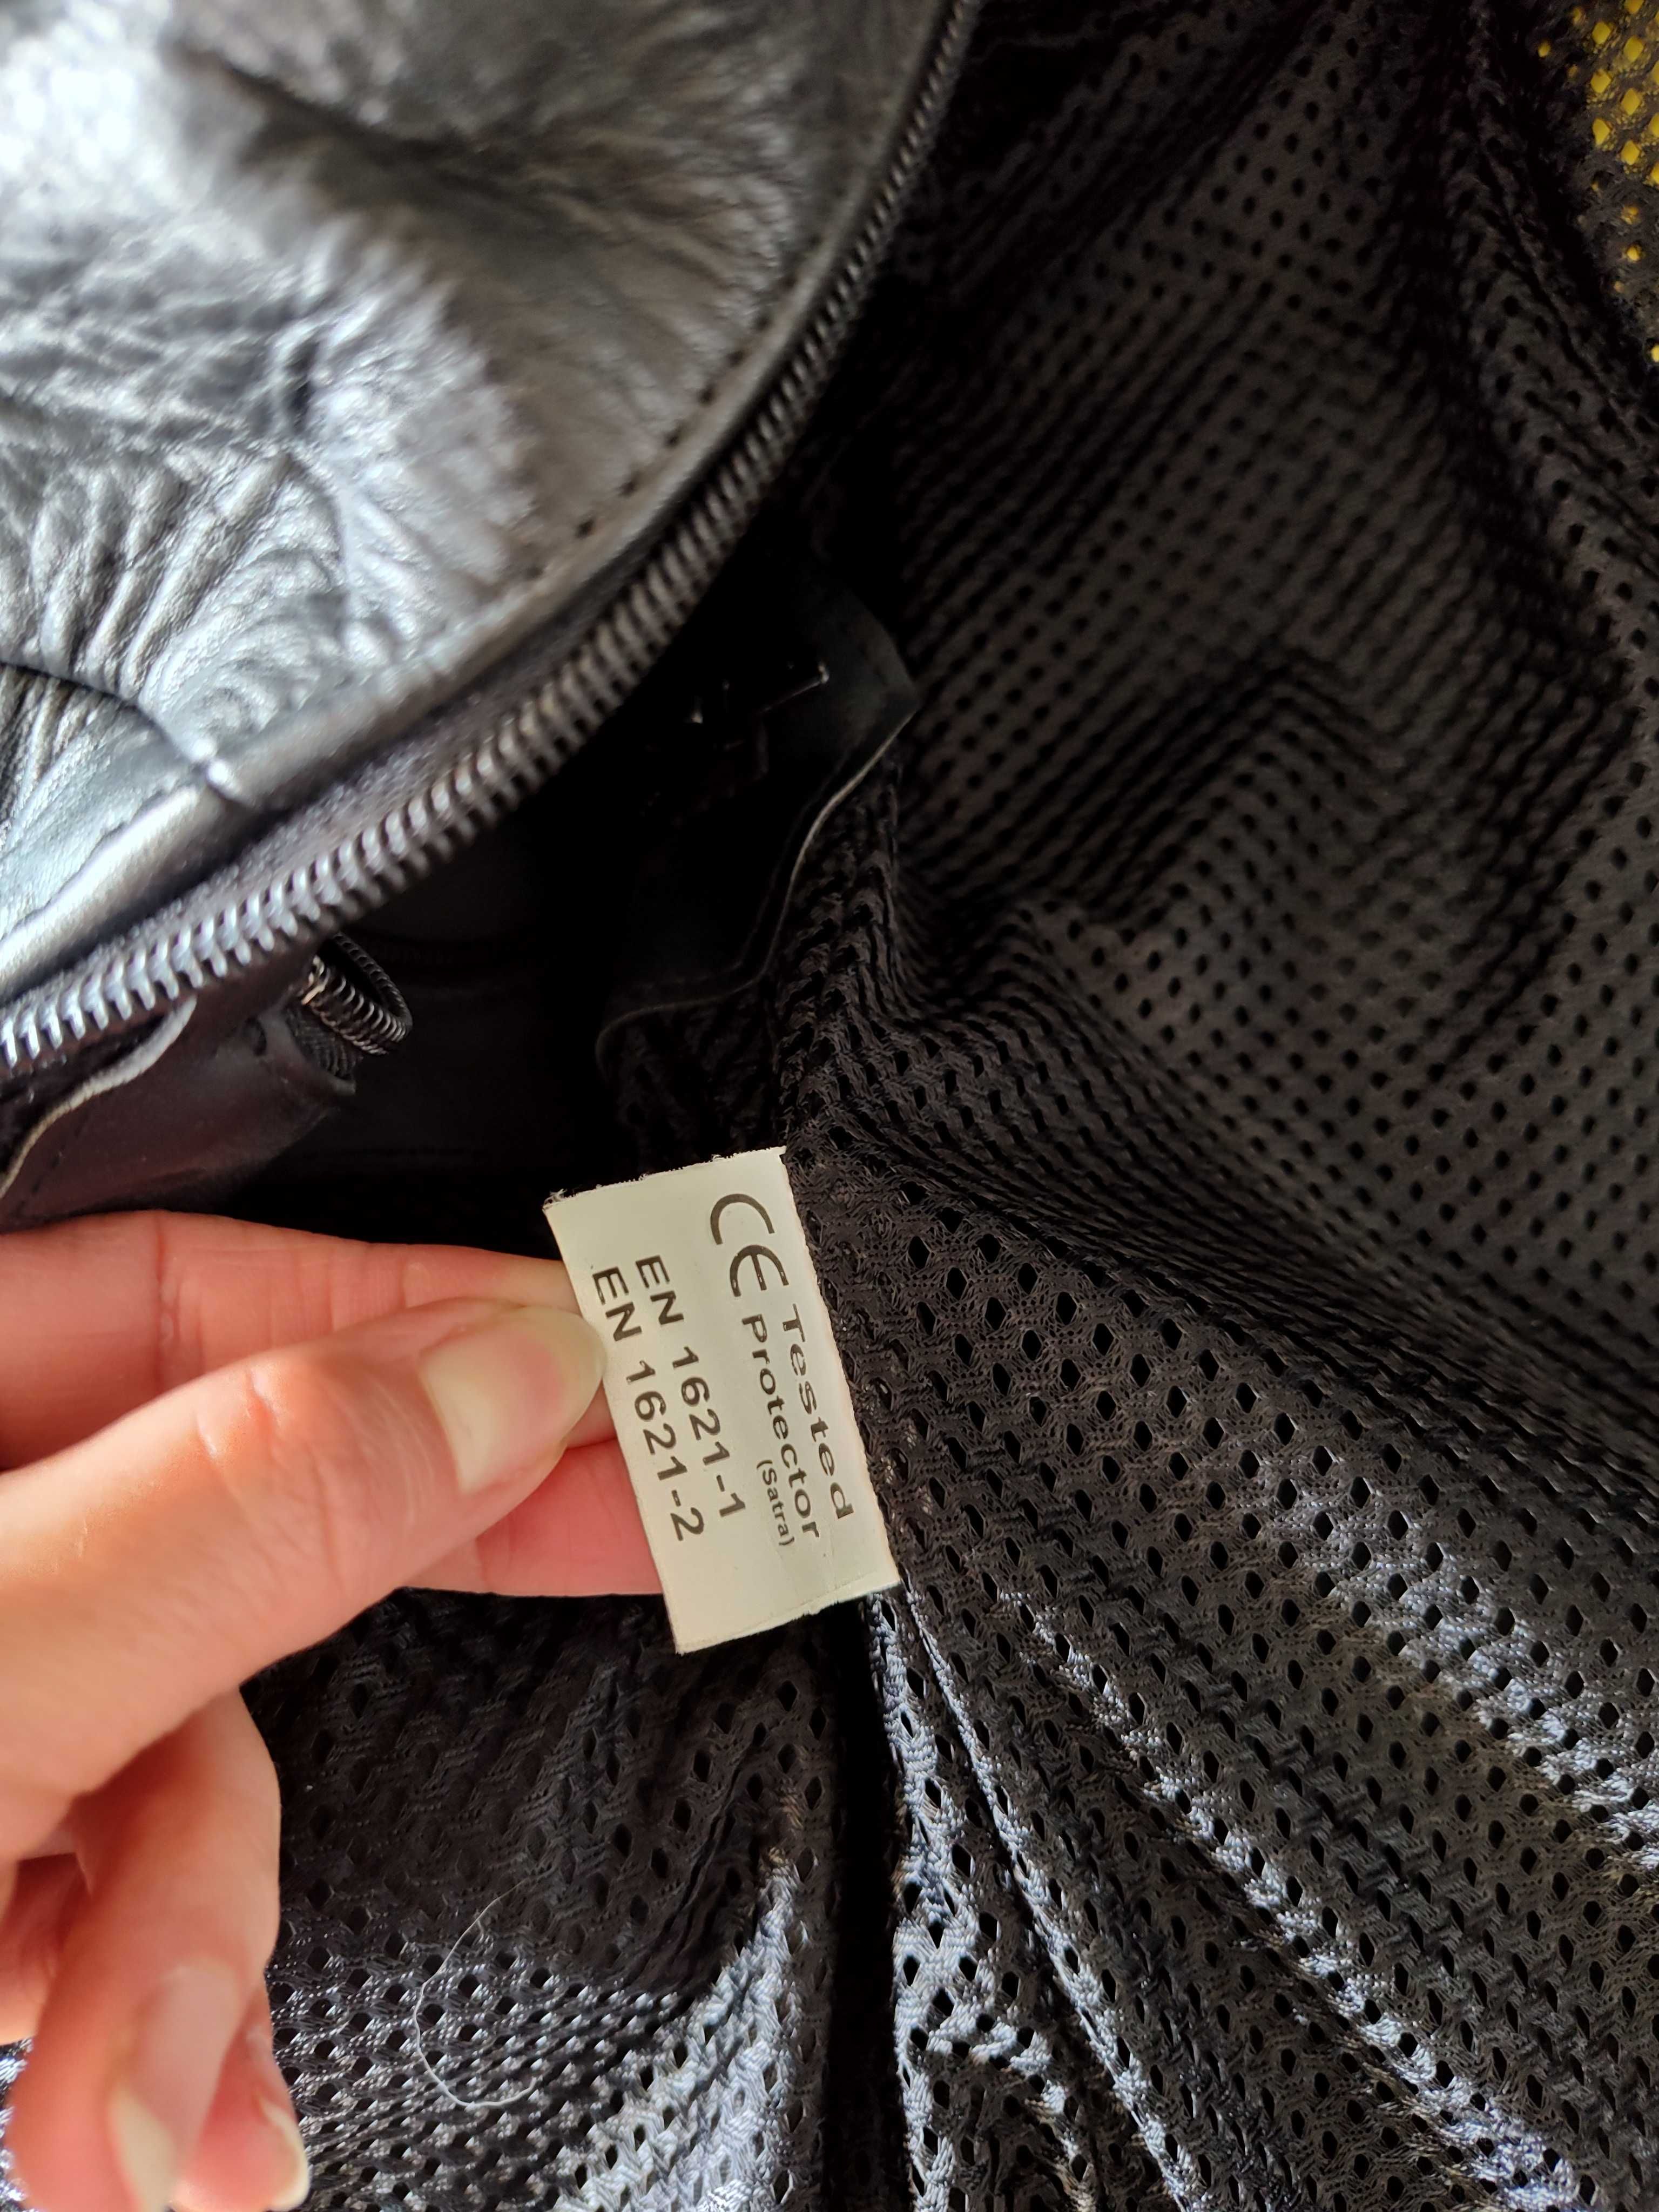 CE Tested
Protector
(Satra)
EN 1621-1
EN 1621-2